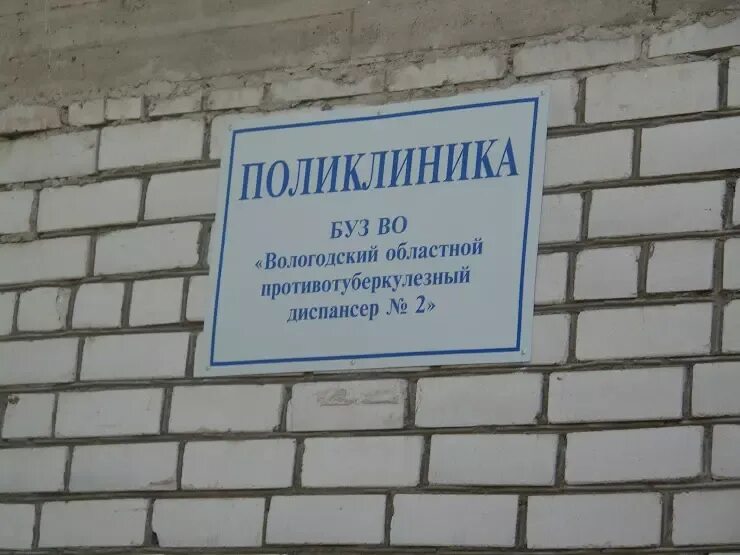 ПОЛИКЛИНИКА
БУЗ ВО
«Вологодский областной
противотуберкулезный
диспансер № 2»